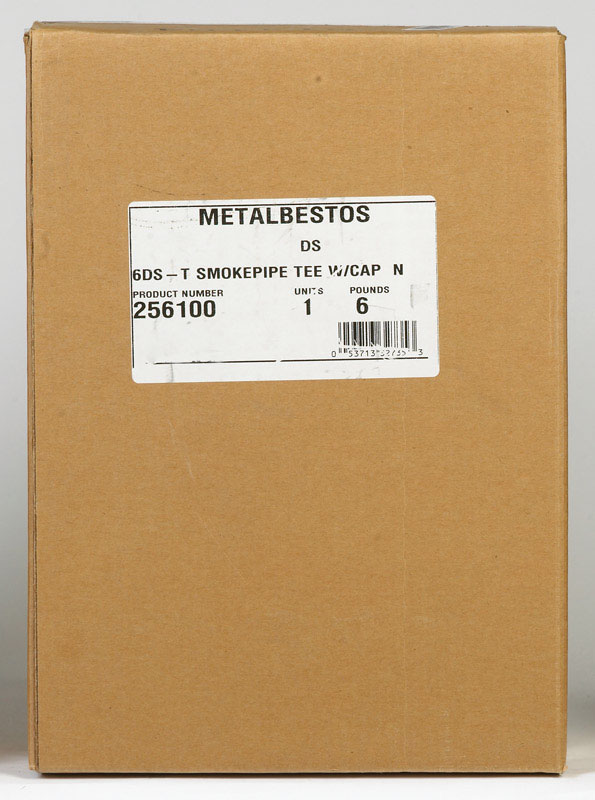 METALBESTOS
DS
6DS – T SMOKEPIPE TEE W/CAP N
PRODUCT NUMBER UNITS POUNDS
256100 1 6